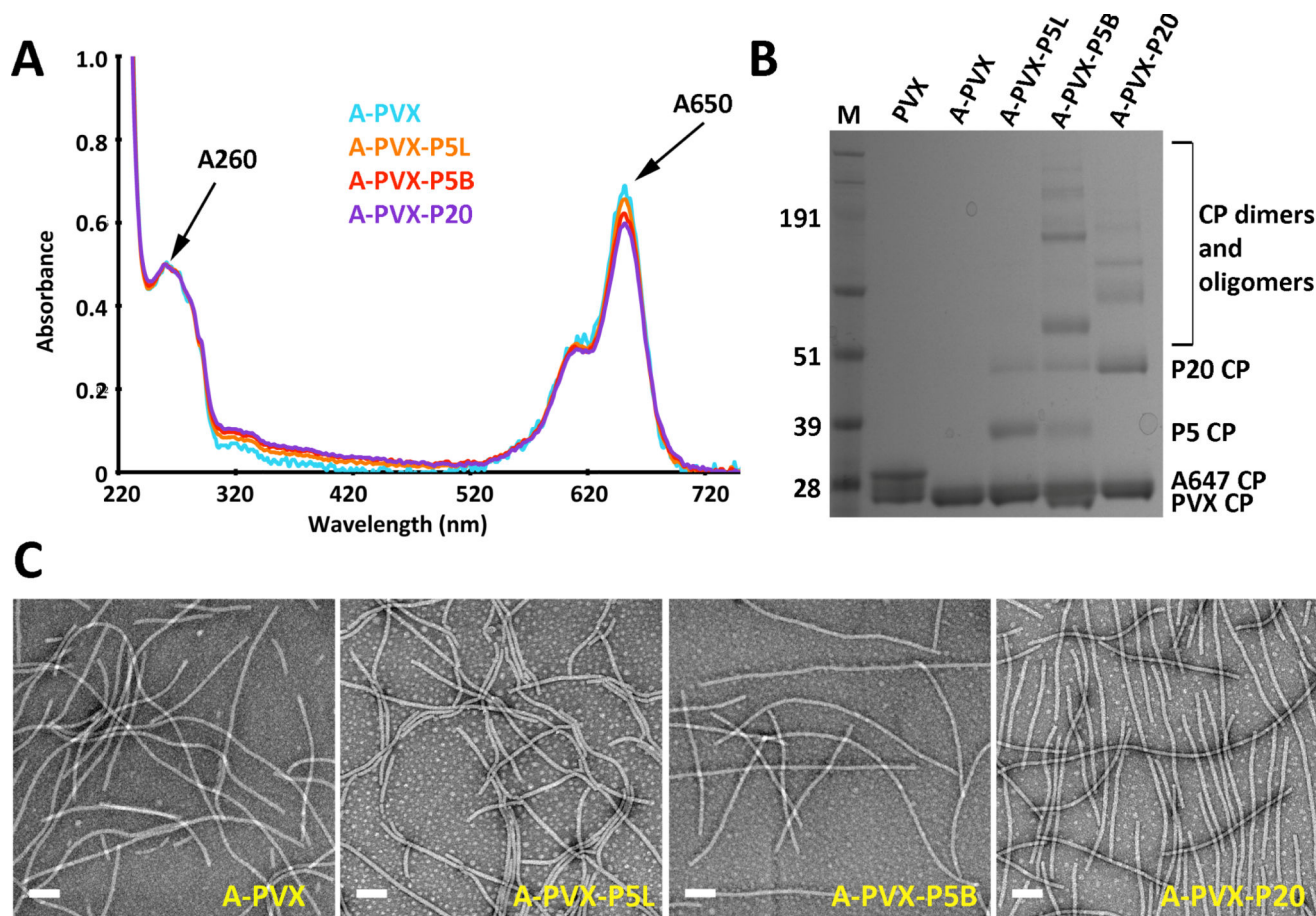 A
1.0
0.8
0.6
0.4
0.2
0
Absorbance
220
320
420
520
620
720
Wavelength (nm)
A260
A-PVX
A-PVX-P5L
A-PVX-P5B
A-PVX-P20
A650
B
M
PVX
A-PVX
A-PVX-P5L
A-PVX-P5B
A-PVX-P20
191
51
39
28
CP dimers
and
oligomers
P20 CP
P5 CP
A647 CP
PVX CP
C
A-PVX
A-PVX-P5L
A-PVX-P5B
A-PVX-P20